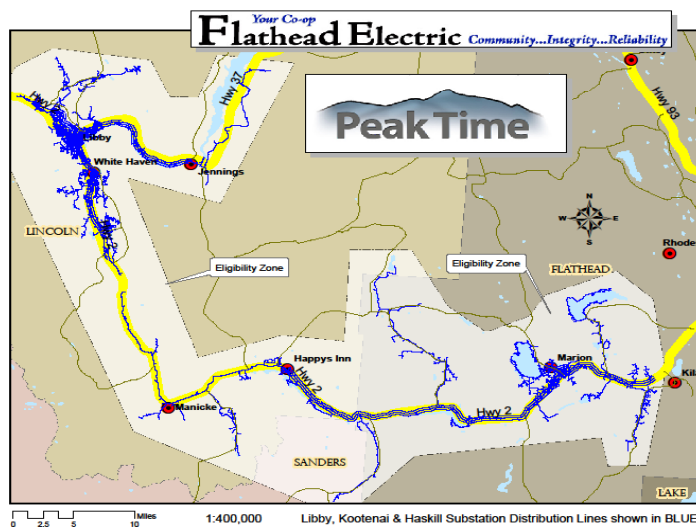 Your Co-op
Flathead Electric Community...Integrity...Reliability
Peak Time
Hwy 37
Hwy 93
Libby
White Haven
Jennings
LINCOLN
Eligibility Zone
Eligibility Zone
FLATHEAD
N
W E
S
Rhode
Happys Inn
Hwy 2
Marion
Kila
Manicke
Hwy 2
SANDERS
LAKE
0 2.5 5 10 Miles
1:400,000
Libby, Kootenai & Haskill Substation Distribution Lines shown in BLUE